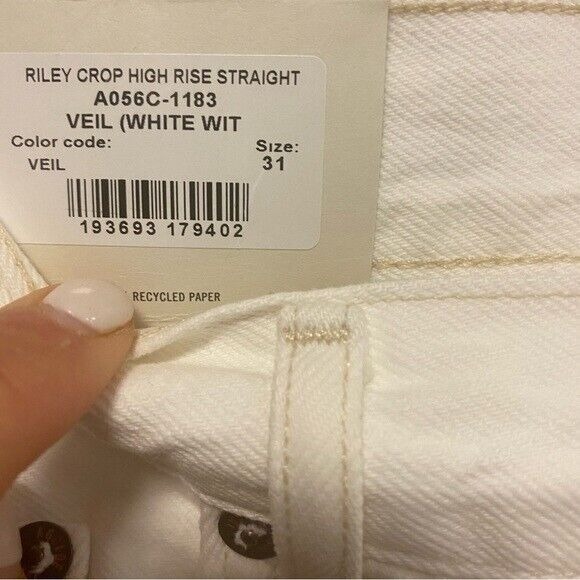 RILEY CROP HIGH RISE STRAIGHT
A056C-1183
VEIL (WHITE WIT
Color code:
Size:
VEIL
31
193693 179402
RECYCLED PAPER